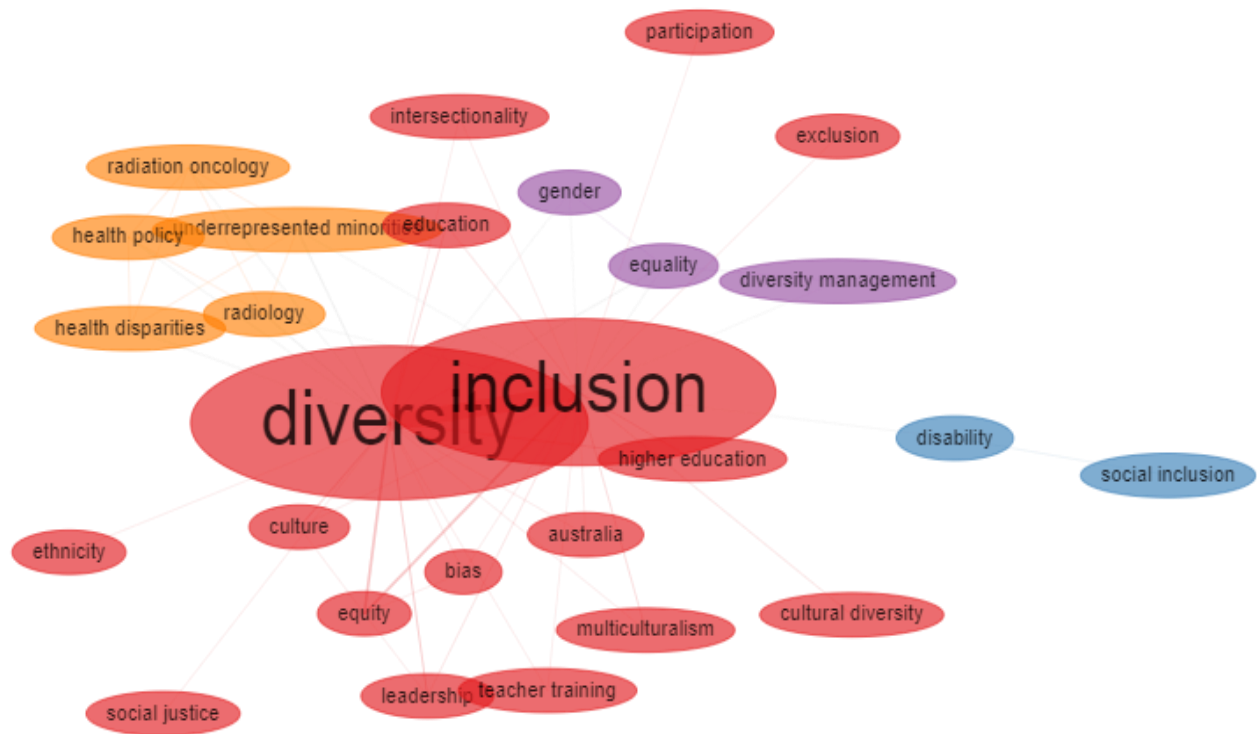 participation
intersectionality
exclusion
radiation oncology
gender
health policy
underrepresented minorities
education
equality
diversity management
health disparities
radiology
inclusion
diversity
disability
higher education
social inclusion
culture
australia
ethnicity
bias
equity
multiculturalism
cultural diversity
leadership
teacher training
social justice